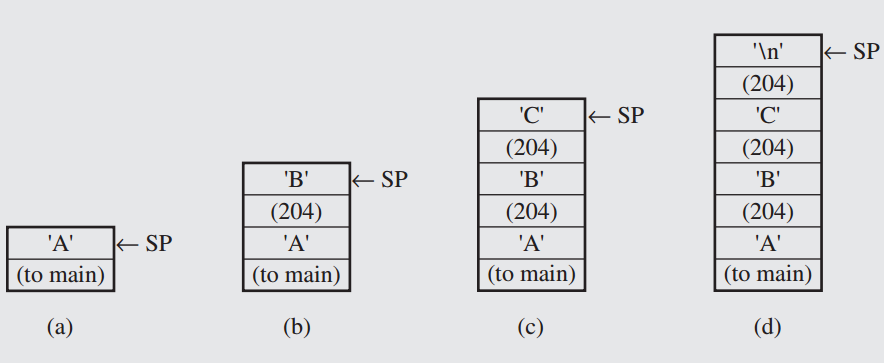 'A' ← SP
(to main)
(a)
'B' ← SP
(204)
'A'
(to main)
(b)
'C' ← SP
(204)
'B'
(204)
'A'
(to main)
(c)
'\n' ← SP
(204)
'C'
(204)
'B'
(204)
'A'
(to main)
(d)